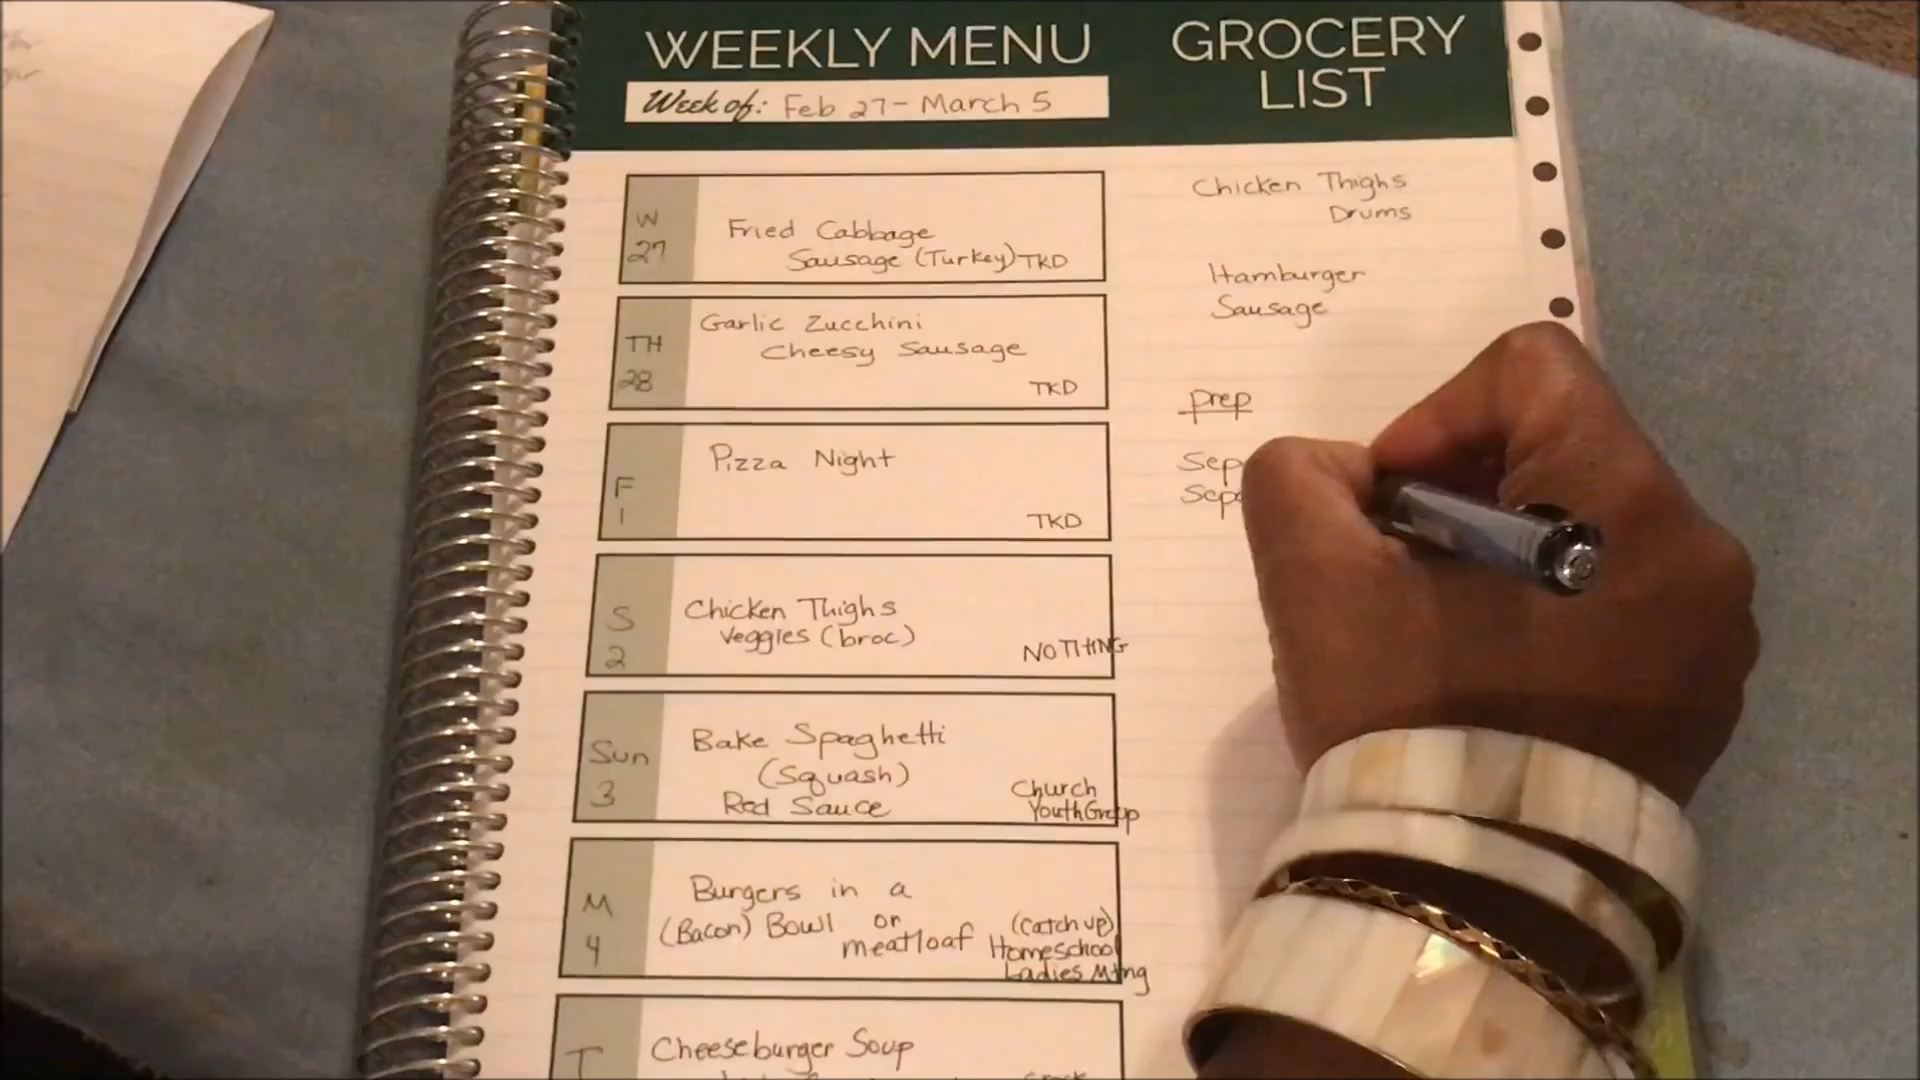 WEEKLY MENU
Week of: Feb 27 - March 5
W
27
Fried Cabbage
Sausage (Turkey) TKD
TH
28
Garlic Zucchini
Cheesy Sausage
TKD
F
1
Pizza Night
TKD
S
2
Chicken Thighs
Veggies (broc)
NOTHING
Sun
3
Bake Spaghetti
(Squash)
Red Sauce
Church
Youth Group
M
4
Burgers in a
(Bacon) Bowl or
meatloaf
(Catch up)
Homeschool
Ladies Mtng
T
Cheeseburger Soup
GROCERY
LIST
Chicken Thighs
Drums
Hamburger
Sausage
prep